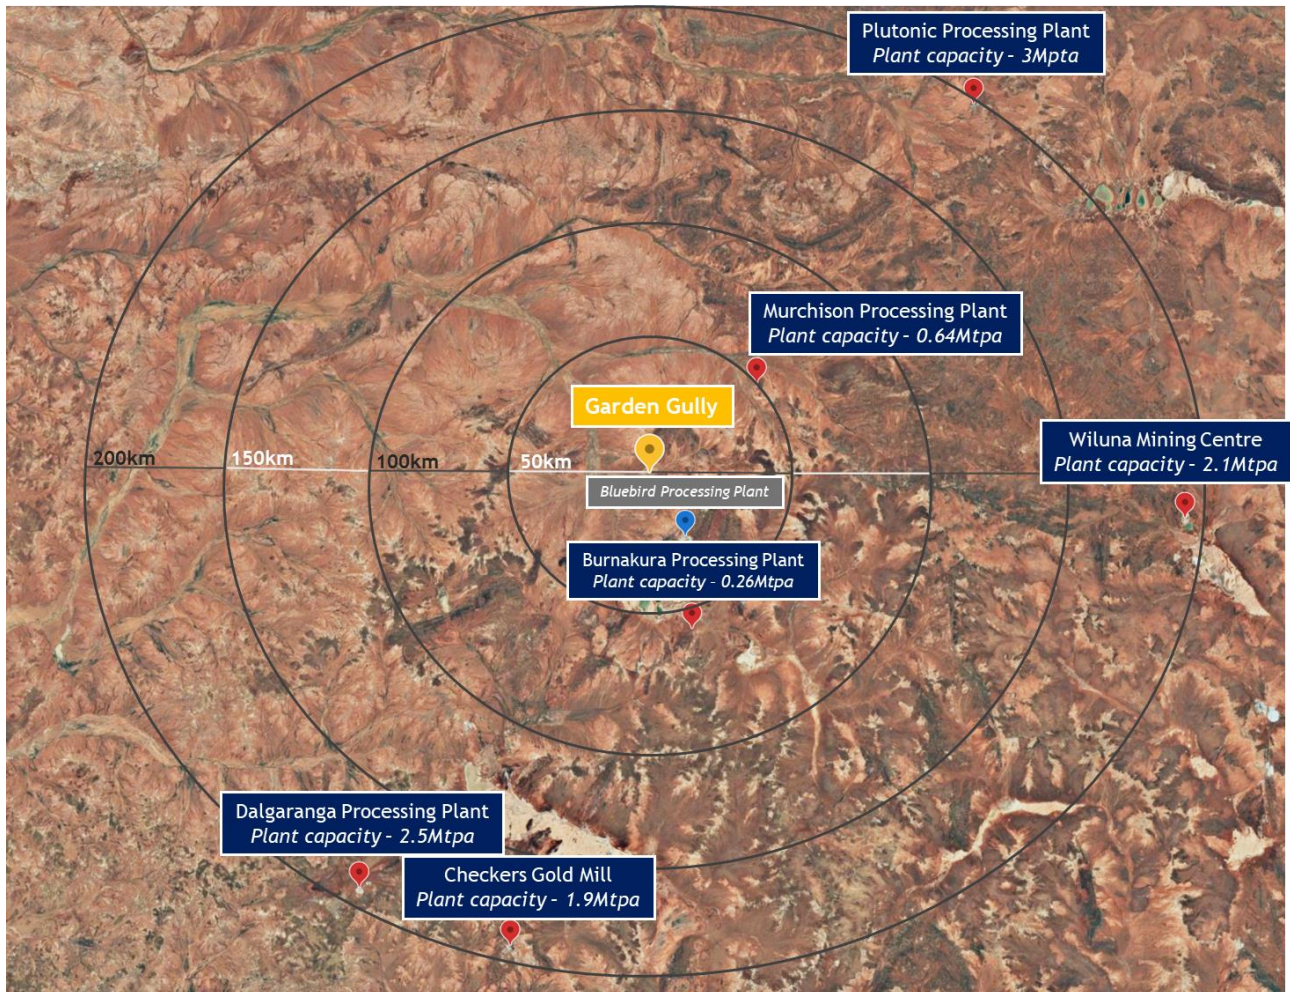 Plutonic Processing Plant
Plant capacity – 3Mpta
Murchison Processing Plant
Plant capacity – 0.64Mtpa
Garden Gully
Wiluna Mining Centre
Plant capacity – 2.1Mtpa
200km
150km
100km
50km
Bluebird Processing Plant
Burnakura Processing Plant
Plant capacity – 0.26Mtpa
Dalgaranga Processing Plant
Plant capacity – 2.5Mtpa
Checkers Gold Mill
Plant capacity – 1.9Mtpa